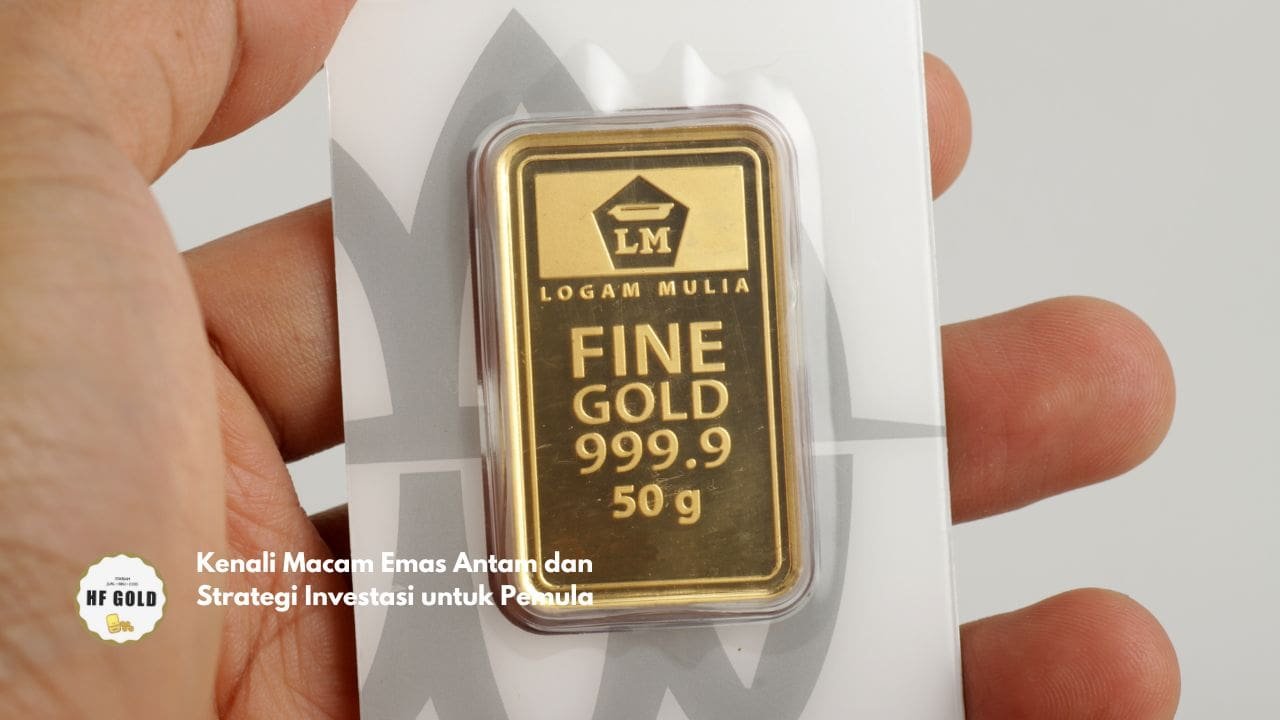 LM
LOGAM MULIA
FINE
GOLD
999.9
50 g
Kenali Macam Emas Antam dan
Strategi Investasi untuk Pemula
HF GOLD